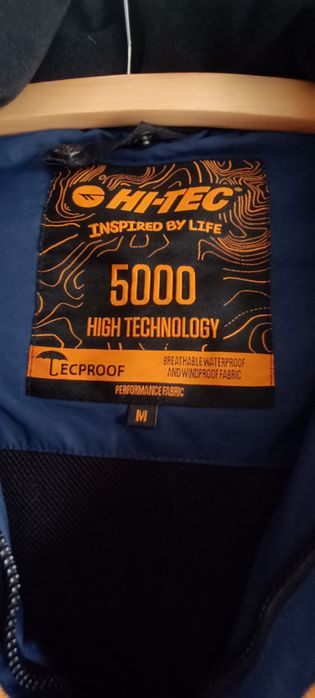 HI-TEC®
INSPIRED BY LIFE
5000
HIGH TECHNOLOGY
TECPROOF
BREATHABLE WATERPROOF
AND WINDPROOF FABRIC
PERFORMANCE FABRIC
M